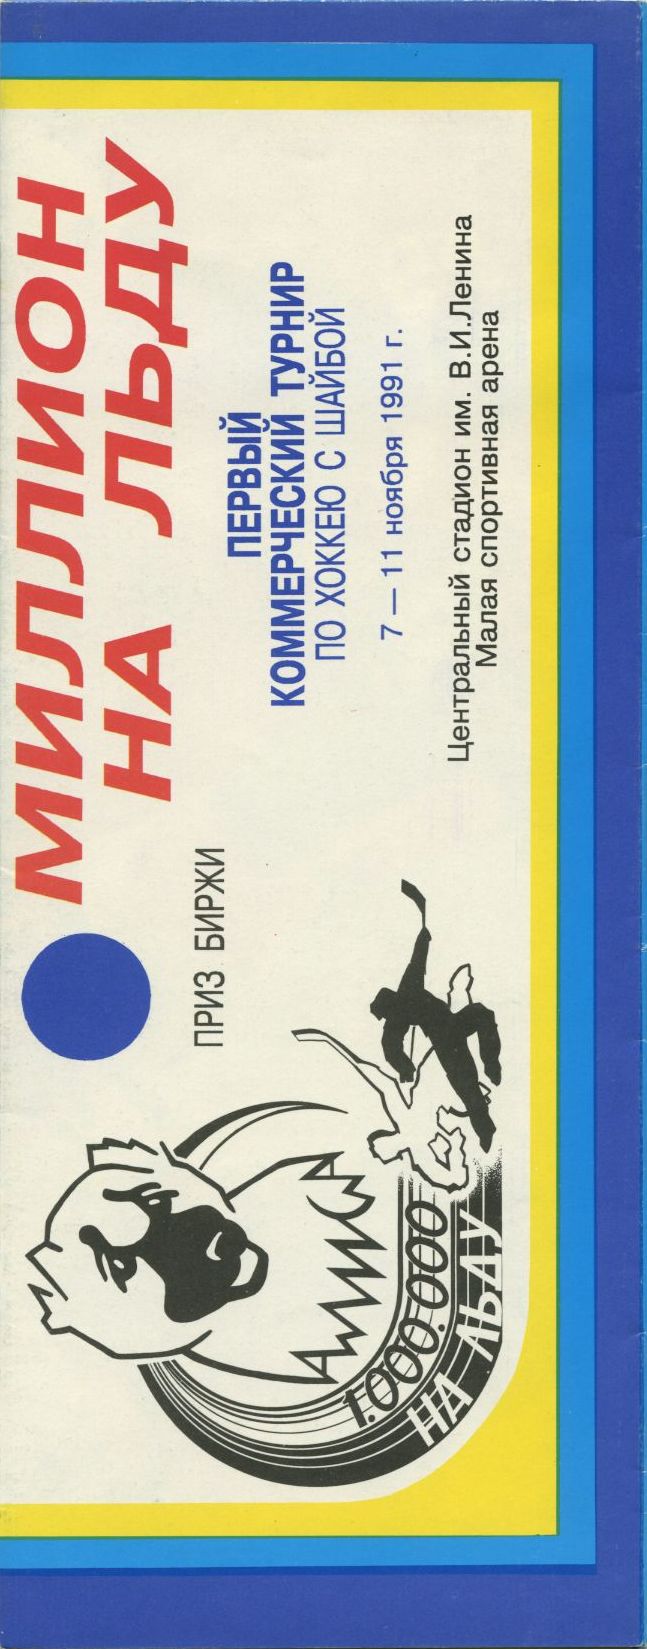 МИЛЛИОН
НА ЛЬДУ
ПРИЗ БИРЖИ
ПЕРВЫЙ
КОММЕРЧЕСКИЙ ТУРНИР
ПО ХОККЕЮ С ШАЙБОЙ
7 — 11 ноября 1991 г.
Центральный стадион им. В.И.Ленина
Малая спортивная арена
АЛИСА
1.000.000
НА ЛЬДУ